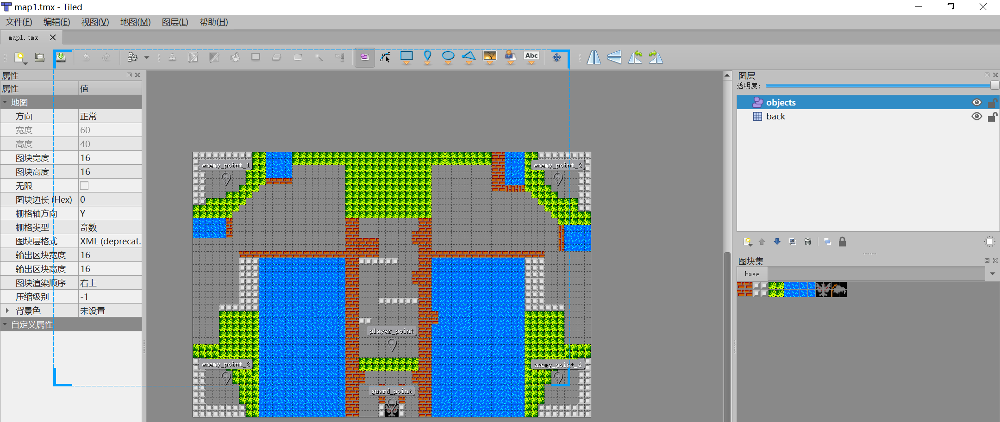 map1.tmx - Tiled
文件(F) 编辑(E) 视图(V) 地图(M) 图层(L) 帮助(H)
map1.tmx
Abc
属性
属性 值
地图
方向 正常
宽度 60
高度 40
图块宽度 16
图块高度 16
无限
图块边长 (Hex) 0
栅格轴方向 Y
栅格类型 奇数
图块层格式 XML (deprecat.
输出区块宽度 16
输出区块高度 16
图块渲染顺序 右上
压缩级别 -1
背景色 未设置
自定义属性
enemy_point_1
enemy_point_2
player_point
enemy_point_3
enemy_point_4
guard_point
图层
透明度:
objects
back
图块集
base